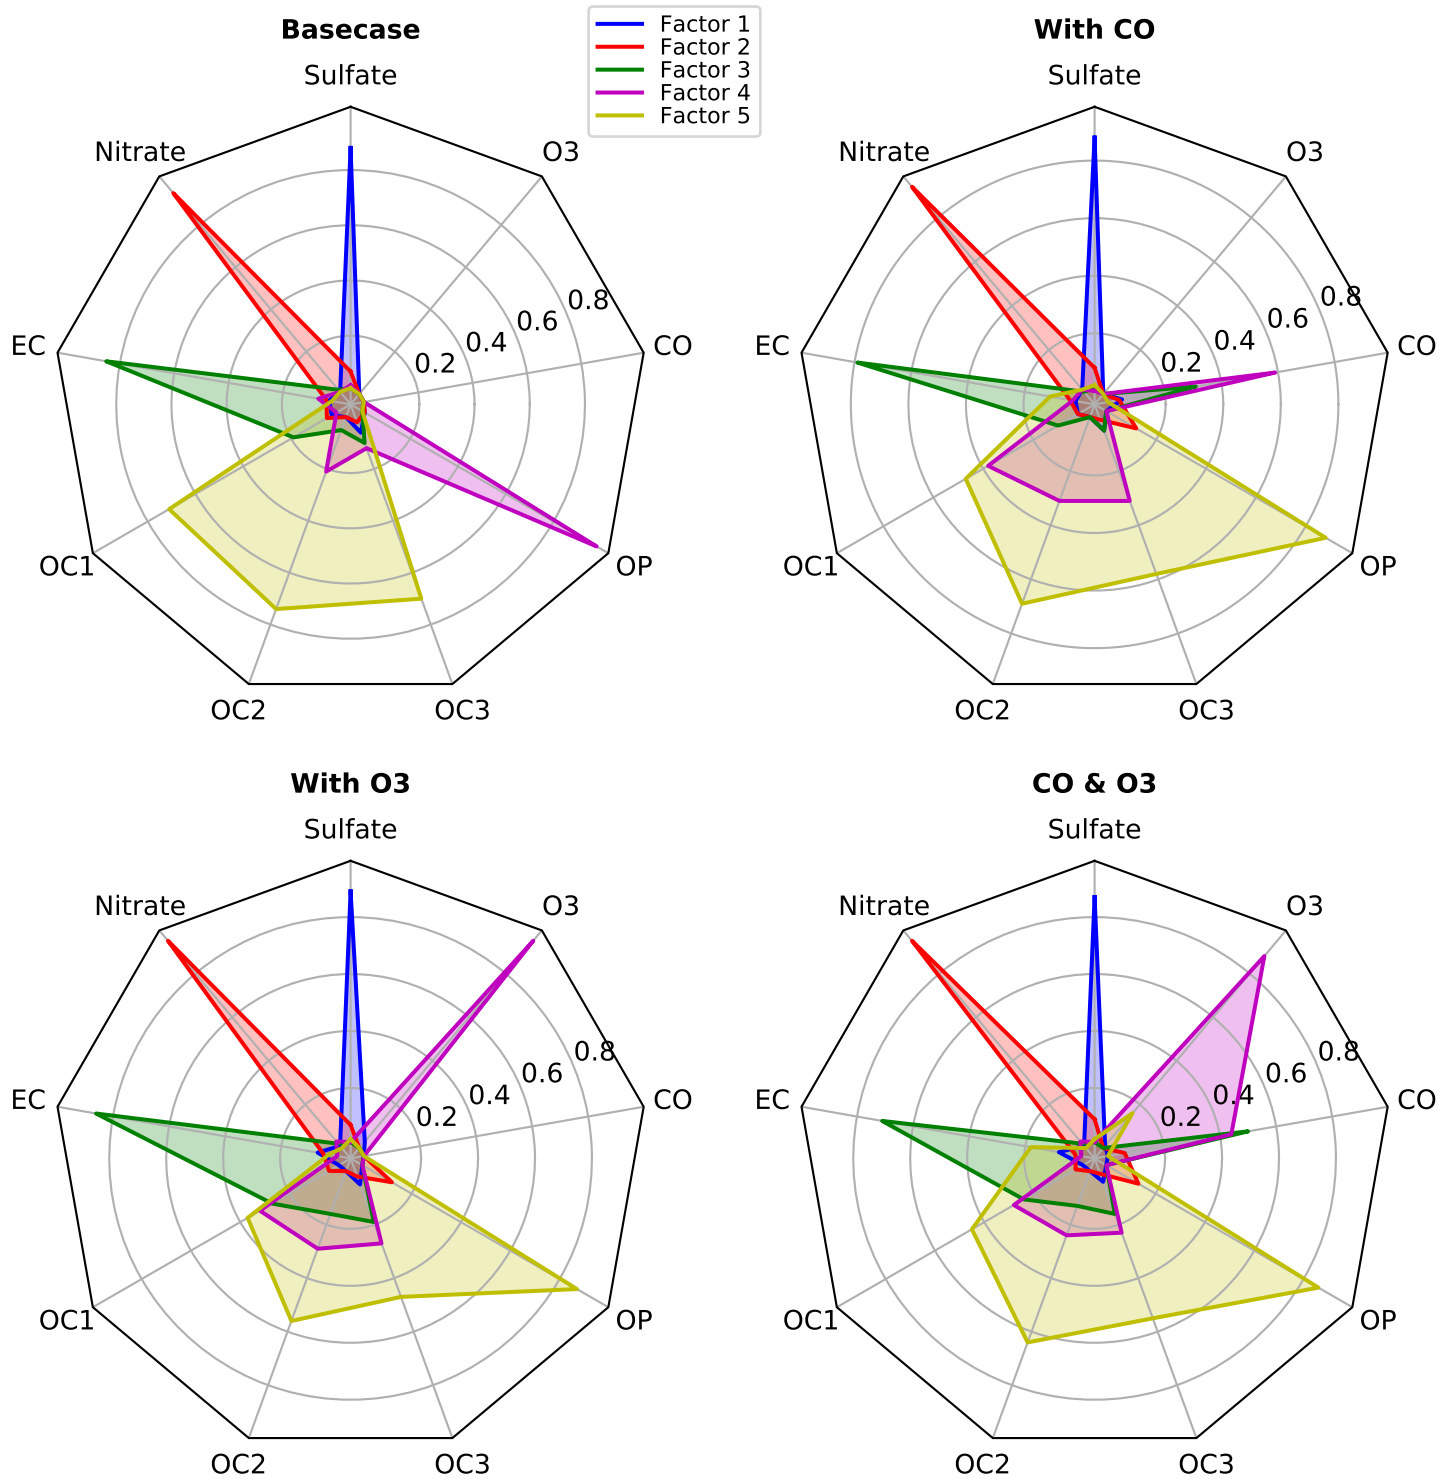 Basecase
Sulfate
O3
Nitrate
EC
CO
OC1
OP
OC2
OC3
0.2
0.4
0.6
0.8
Factor 1
Factor 2
Factor 3
Factor 4
Factor 5
With CO
Sulfate
O3
Nitrate
EC
CO
OC1
OP
OC2
OC3
0.2
0.4
0.6
0.8
With O3
Sulfate
O3
Nitrate
EC
CO
OC1
OP
OC2
OC3
0.2
0.4
0.6
0.8
CO & O3
Sulfate
O3
Nitrate
EC
CO
OC1
OP
OC2
OC3
0.2
0.4
0.6
0.8